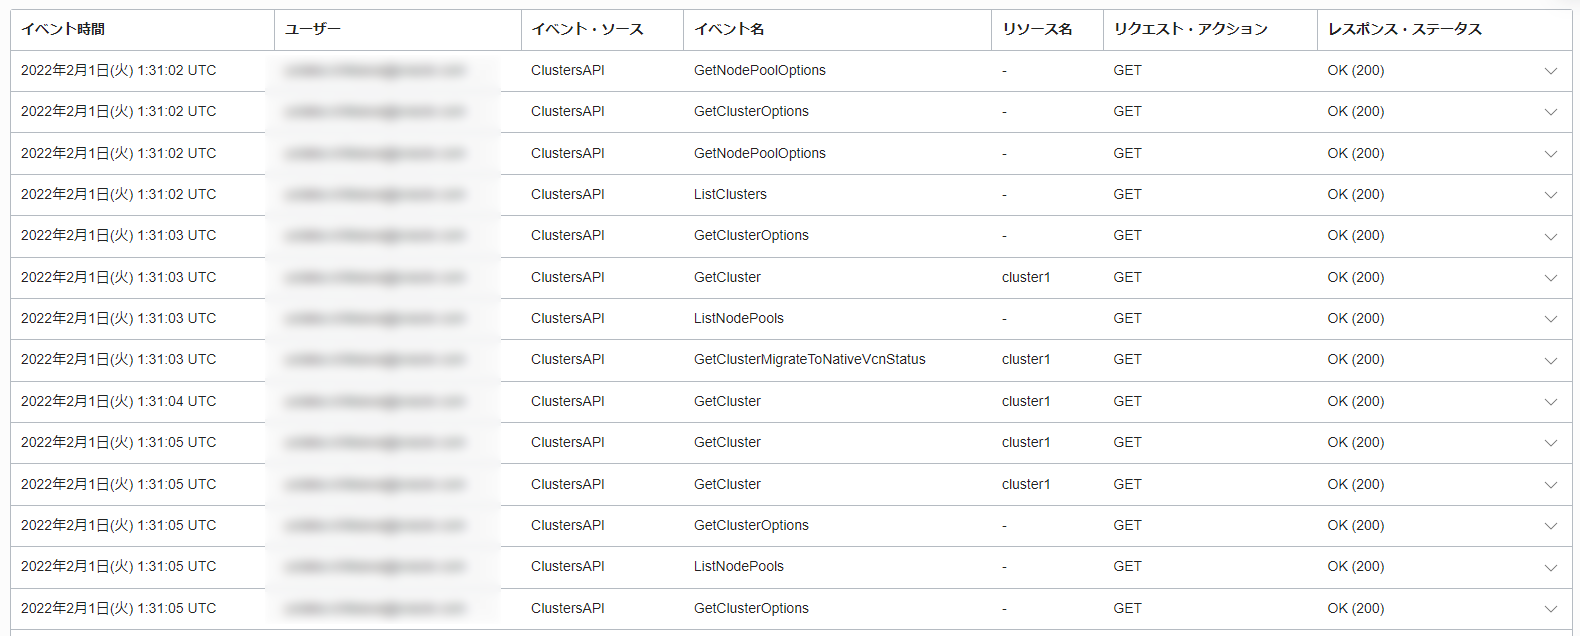 イベント時間 ユーザー イベント・ソース イベント名 リソース名 リクエスト・アクション レスポンス・ステータス
2022年2月1日(火) 1:31:02 UTC ClustersAPI GetNodePoolOptions - GET OK (200)
2022年2月1日(火) 1:31:02 UTC ClustersAPI GetClusterOptions - GET OK (200)
2022年2月1日(火) 1:31:02 UTC ClustersAPI GetNodePoolOptions - GET OK (200)
2022年2月1日(火) 1:31:02 UTC ClustersAPI ListClusters - GET OK (200)
2022年2月1日(火) 1:31:03 UTC ClustersAPI GetClusterOptions - GET OK (200)
2022年2月1日(火) 1:31:03 UTC ClustersAPI GetCluster cluster1 GET OK (200)
2022年2月1日(火) 1:31:03 UTC ClustersAPI ListNodePools - GET OK (200)
2022年2月1日(火) 1:31:03 UTC ClustersAPI GetClusterMigrateToNativeVcnStatus cluster1 GET OK (200)
2022年2月1日(火) 1:31:04 UTC ClustersAPI GetCluster cluster1 GET OK (200)
2022年2月1日(火) 1:31:05 UTC ClustersAPI GetCluster cluster1 GET OK (200)
2022年2月1日(火) 1:31:05 UTC ClustersAPI GetCluster cluster1 GET OK (200)
2022年2月1日(火) 1:31:05 UTC ClustersAPI GetClusterOptions - GET OK (200)
2022年2月1日(火) 1:31:05 UTC ClustersAPI ListNodePools - GET OK (200)
2022年2月1日(火) 1:31:05 UTC ClustersAPI GetClusterOptions - GET OK (200)